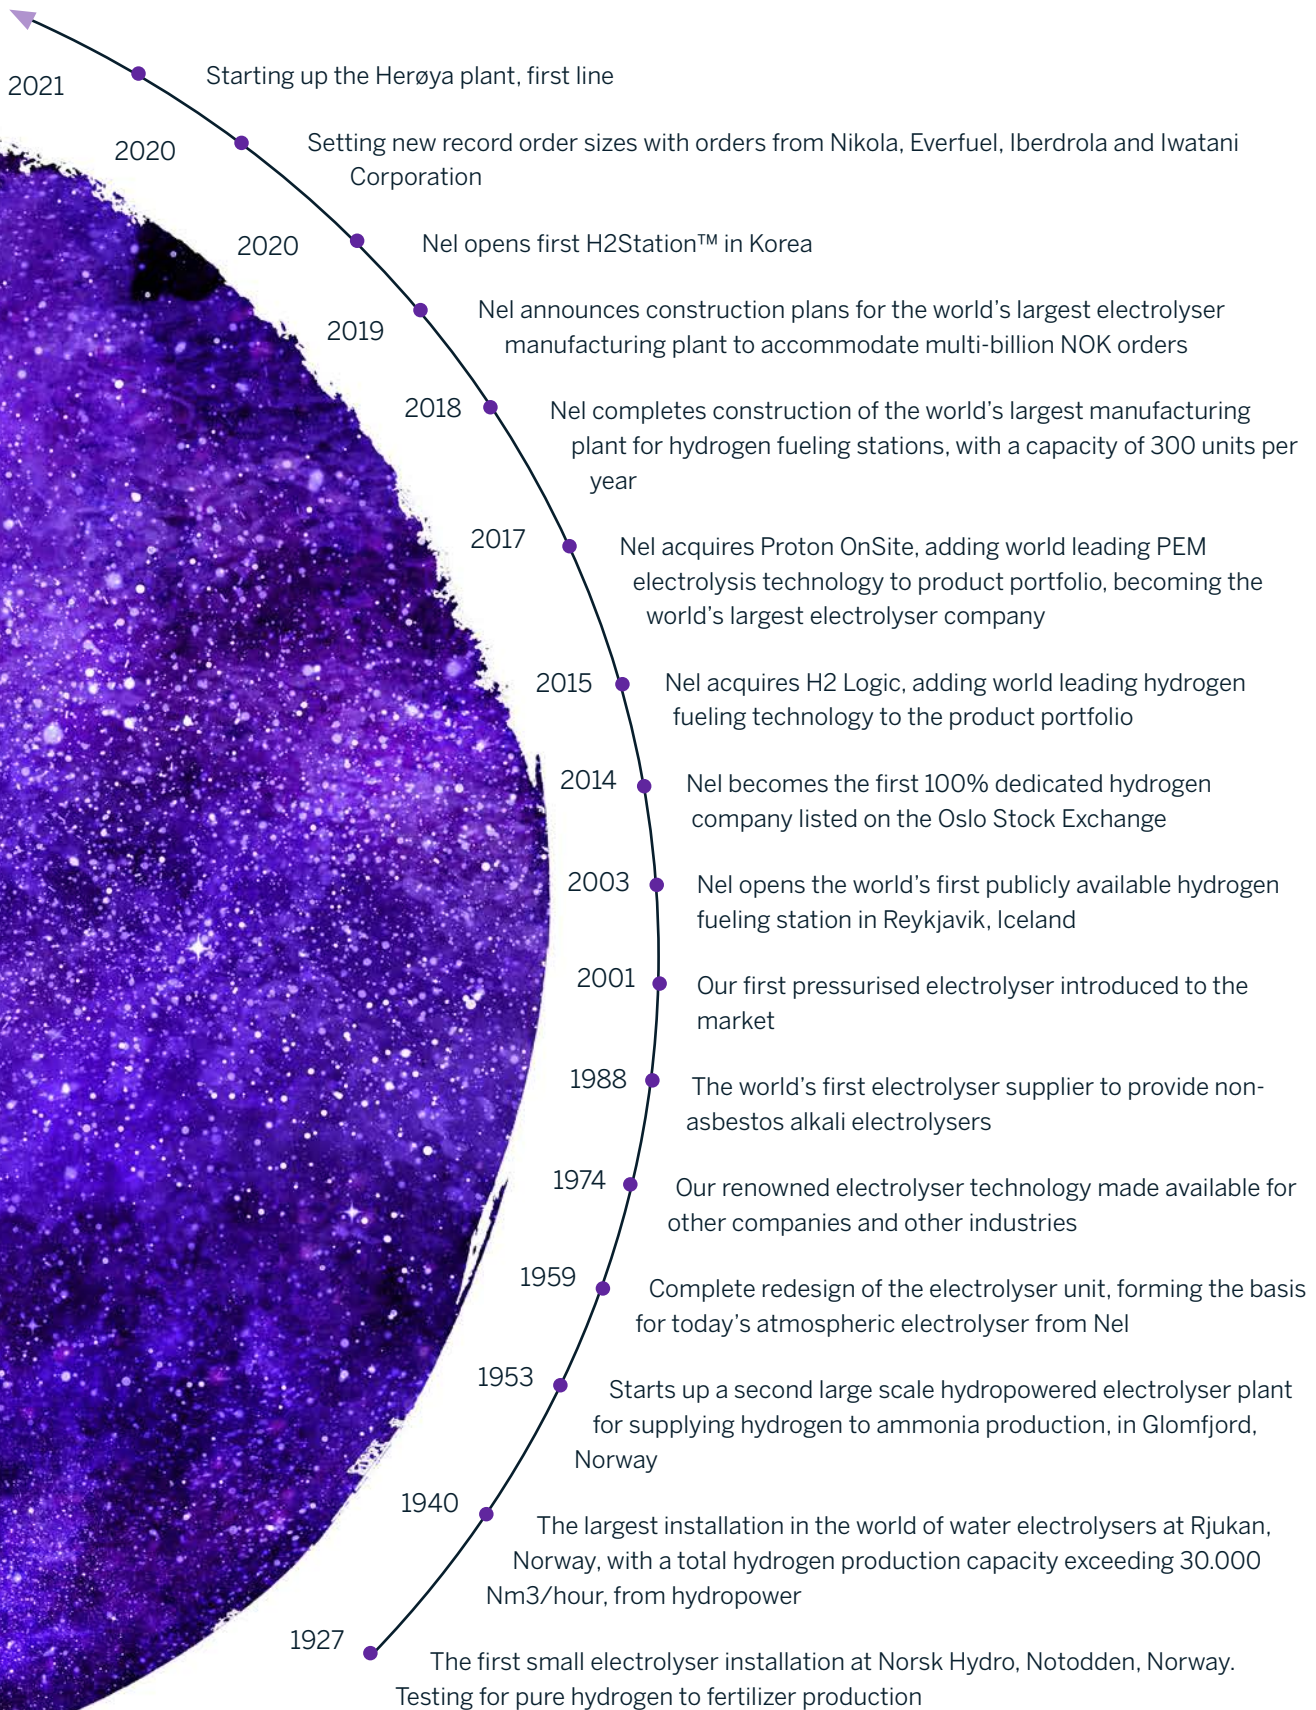 2021
Starting up the Herøya plant, first line
2020
Setting new record order sizes with orders from Nikola, Everfuel, Iberdrola and Iwatani
Corporation
2020
Nel opens first H2Station™ in Korea
2019
Nel announces construction plans for the world’s largest electrolyser
manufacturing plant to accommodate multi-billion NOK orders
2018
Nel completes construction of the world’s largest manufacturing
plant for hydrogen fueling stations, with a capacity of 300 units per
year
2017
Nel acquires Proton OnSite, adding world leading PEM
electrolysis technology to product portfolio, becoming the
world’s largest electrolyser company
2015
Nel acquires H2 Logic, adding world leading hydrogen
fueling technology to the product portfolio
2014
Nel becomes the first 100% dedicated hydrogen
company listed on the Oslo Stock Exchange
2003
Nel opens the world’s first publicly available hydrogen
fueling station in Reykjavik, Iceland
2001
Our first pressurised electrolyser introduced to the
market
1988
The world’s first electrolyser supplier to provide non-
asbestos alkali electrolysers
1974
Our renowned electrolyser technology made available for
other companies and other industries
1959
Complete redesign of the electrolyser unit, forming the basis
for today’s atmospheric electrolyser from Nel
1953
Starts up a second large scale hydropowered electrolyser plant
for supplying hydrogen to ammonia production, in Glomfjord,
Norway
1940
The largest installation in the world of water electrolysers at Rjukan,
Norway, with a total hydrogen production capacity exceeding 30.000
Nm3/hour, from hydropower
1927
The first small electrolyser installation at Norsk Hydro, Notodden, Norway.
Testing for pure hydrogen to fertilizer production